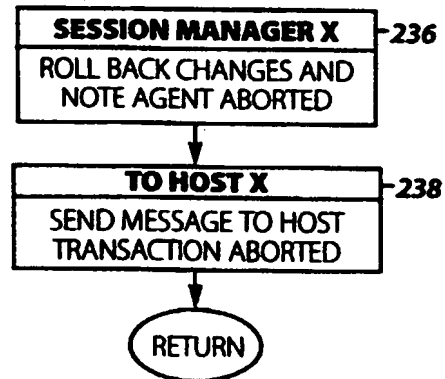 SESSION MANAGER X
236
ROLL BACK CHANGES AND
NOTE AGENT ABORTED
TO HOST X
238
SEND MESSAGE TO HOST
TRANSACTION ABORTED
RETURN